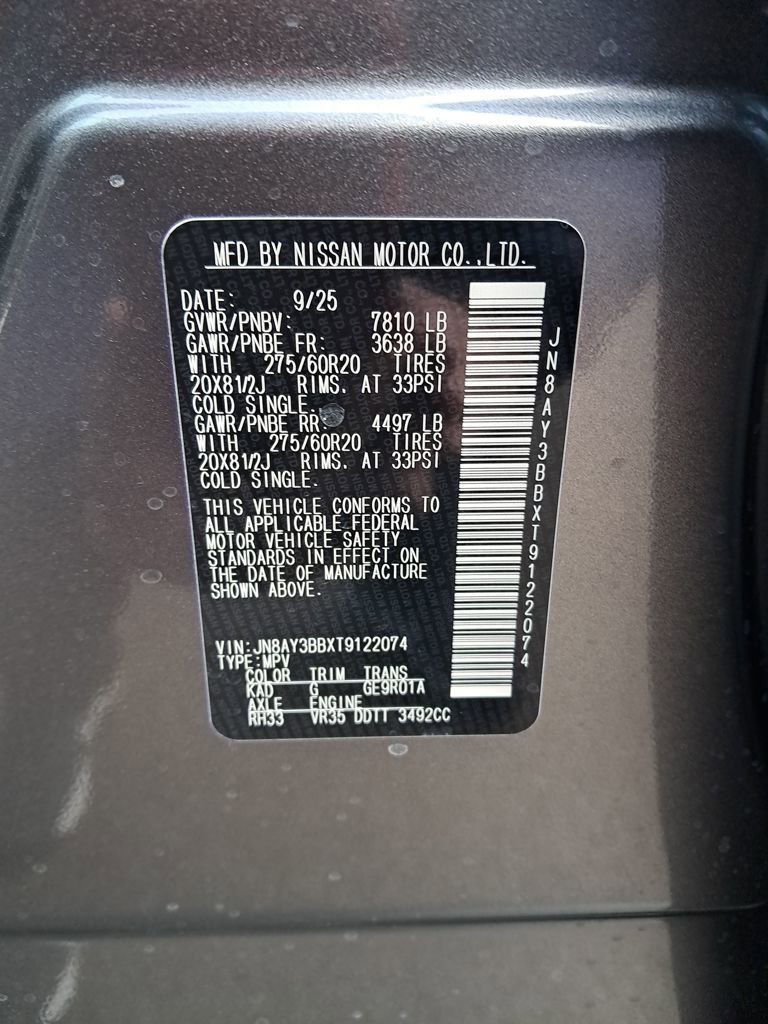 MFD BY NISSAN MOTOR CO.,LTD.
DATE: 9/25
GVWR/PNBV: 7810 LB
GAWR/PNBE FR: 3638 LB
WITH 275/60R20 TIRES
20X81/2J RIMS, AT 33PSI
COLD SINGLE.
GAWR/PNBE RR: 4497 LB
WITH 275/60R20 TIRES
20X81/2J RIMS, AT 33PSI
COLD SINGLE.
THIS VEHICLE CONFORMS TO
ALL APPLICABLE FEDERAL
MOTOR VEHICLE SAFETY
STANDARDS IN EFFECT ON
THE DATE OF MANUFACTURE
SHOWN ABOVE.
VIN:JN8AY3BBXT9122074
TYPE:MPV
COLOR TRIM TRANS
KAD G GE9R01A
AXLE ENGINE
RH33 VR35 DDTT 3492CC
JN8AY3BBXT9122074